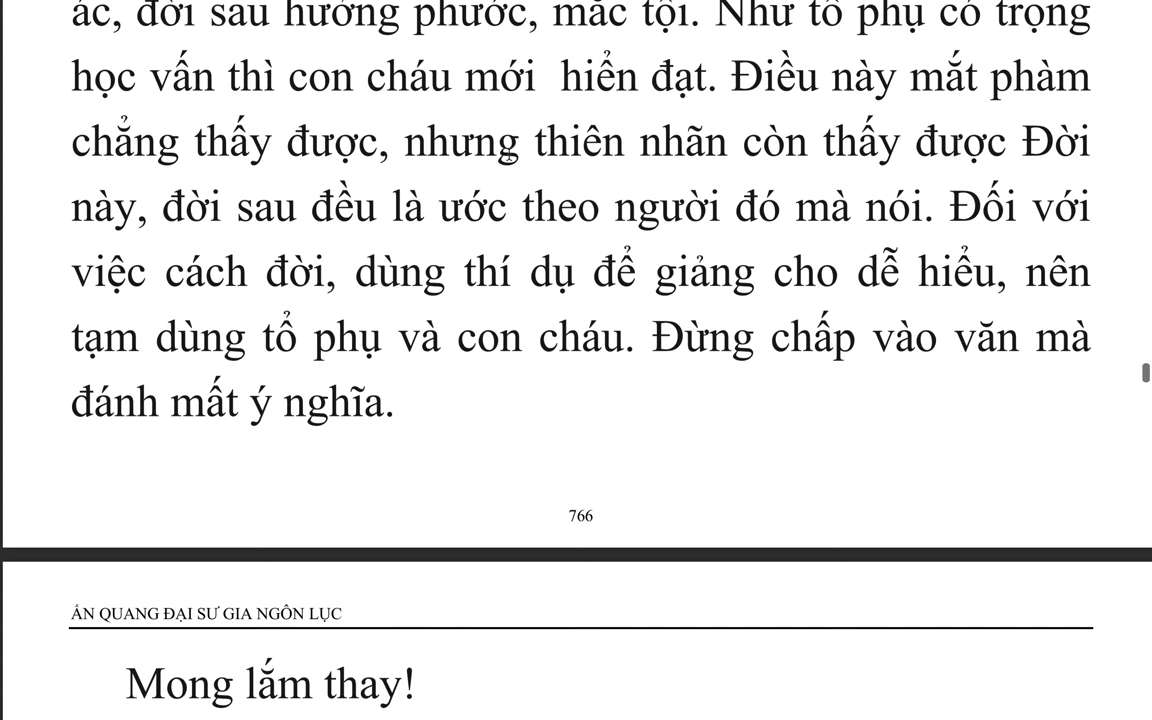 ác, đời sau hưởng phước, mắc tội. Như tổ phụ có trọng
học vấn thì con cháu mới hiển đạt. Điều này mắt phàm
chẳng thấy được, nhưng thiên nhãn còn thấy được Đời
này, đời sau đều là ước theo người đó mà nói. Đối với
việc cách đời, dùng thí dụ để giảng cho dễ hiểu, nên
tạm dùng tổ phụ và con cháu. Đừng chấp vào văn mà
đánh mất ý nghĩa.
766
ẤN QUANG ĐẠI SƯ GIA NGÔN LỤC
Mong lắm thay!